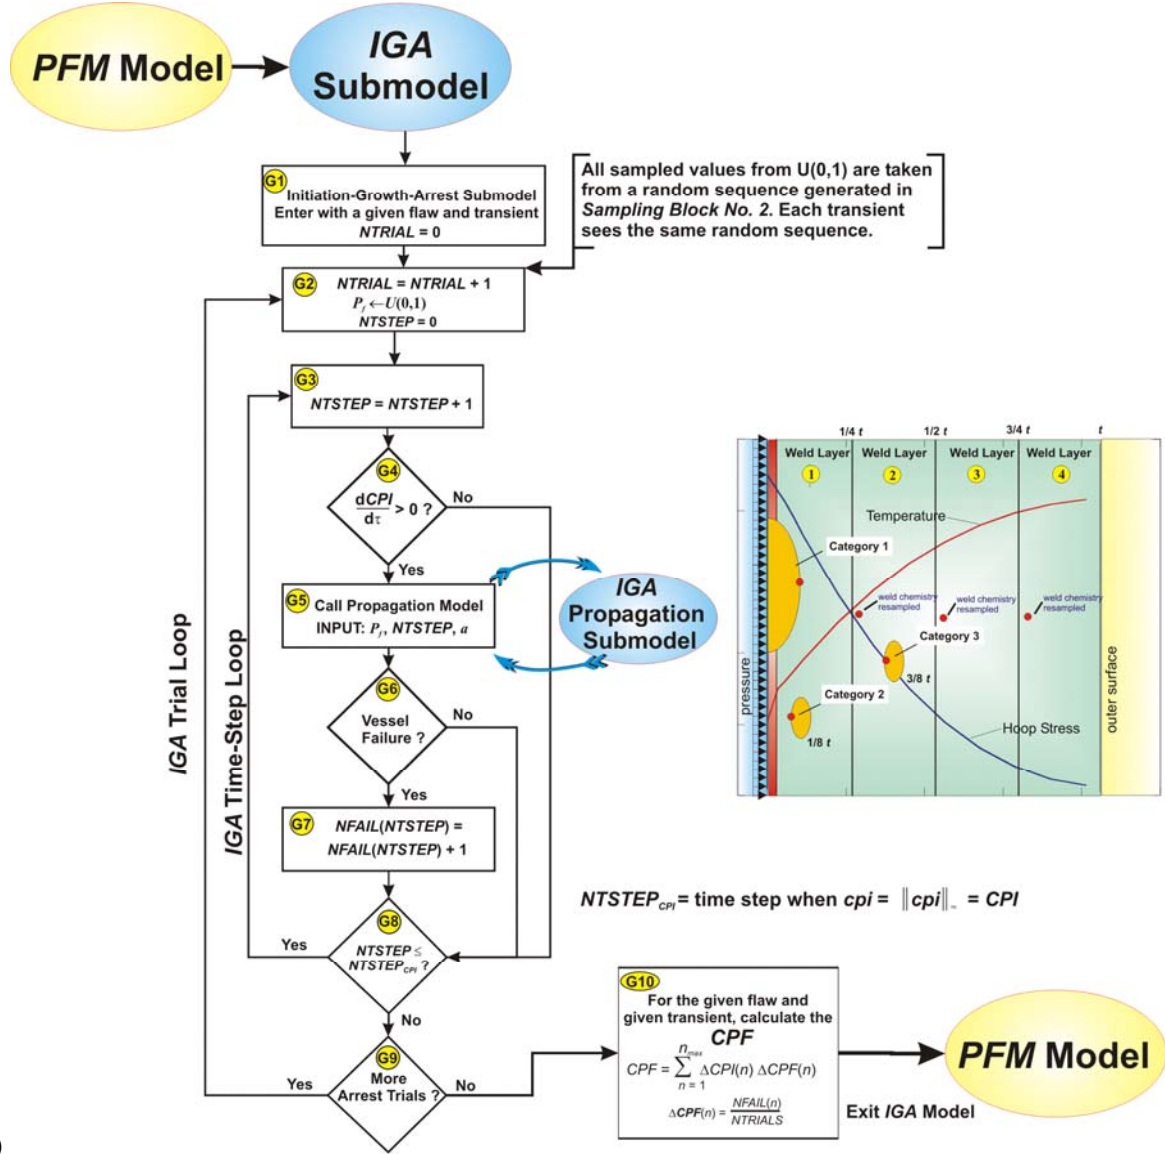 PFM Model
IGA
Submodel
G1
Initiation-Growth-Arrest Submodel
Enter with a given flaw and transient
NTRIAL = 0
All sampled values from U(0,1) are taken
from a random sequence generated in
Sampling Block No. 2. Each transient
sees the same random sequence.
G2
NTRIAL = NTRIAL + 1
P_f ← U(0,1)
NTSTEP = 0
G3
NTSTEP = NTSTEP + 1
G4
dCPI
dτ
> 0 ?
No
Yes
G5
Call Propagation Model
INPUT: P_f, NTSTEP, a
IGA
Propagation
Submodel
G6
Vessel
Failure ?
No
Yes
G7
NFAIL(NTSTEP) =
NFAIL(NTSTEP) + 1
G8
NTSTEP ≤
NTSTEP_CPI ?
Yes
No
G9
More
Arrest Trials ?
Yes
No
IGA Trial Loop
IGA Time-Step Loop
1/4 t
1/2 t
3/4 t
t
Weld Layer
1
Weld Layer
2
Weld Layer
3
Weld Layer
4
Temperature
Category 1
weld chemistry
resampled
weld chemistry
resampled
weld chemistry
resampled
Category 3
3/8 t
Category 2
1/8 t
Hoop Stress
pressure
outer surface
NTSTEP_CPI = time step when cpi = ||cpi||_∞ = CPI
G10
For the given flaw and
given transient, calculate the
CPF
CPF = Σ_{n = 1}^{n_max} ΔCPI(n) ΔCPF(n)
ΔCPF(n) = NFAIL(n) / NTRIALS
PFM Model
Exit IGA Model
)